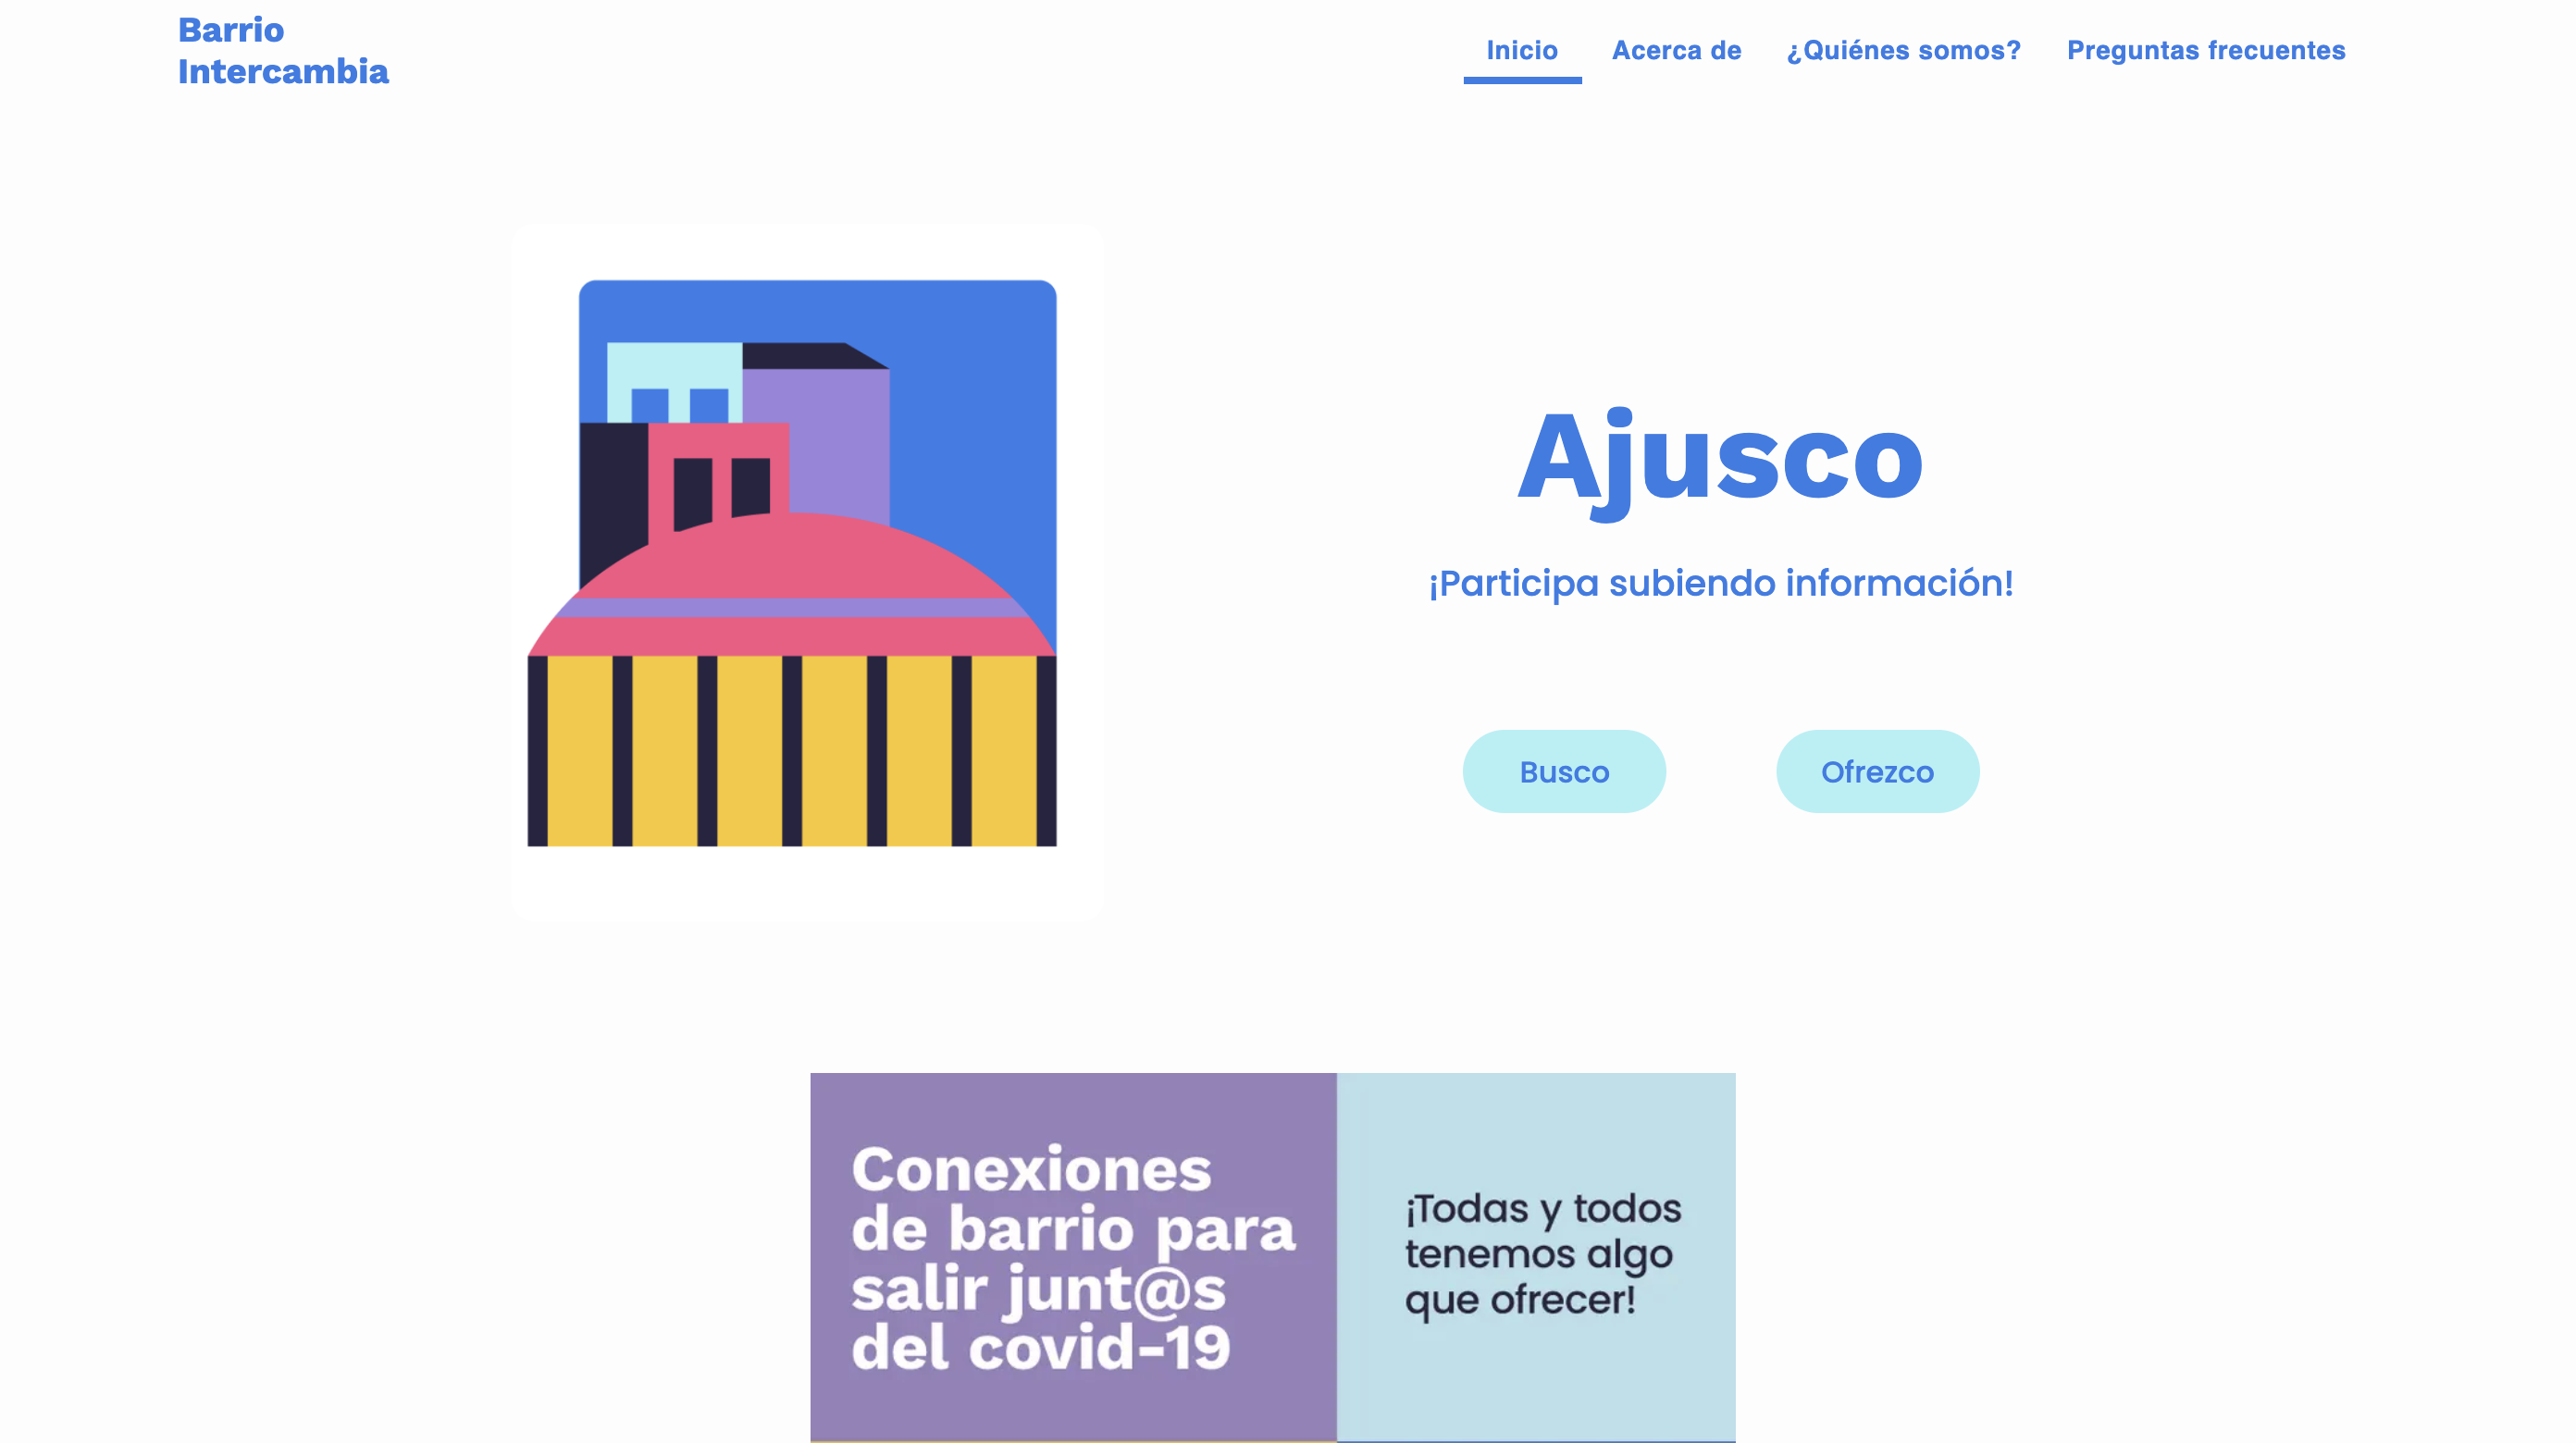 Barrio
Intercambia
Inicio
Acerca de
¿Quiénes somos?
Preguntas frecuentes
Ajusco
¡Participa subiendo información!
Busco
Ofrezco
Conexiones
de barrio para
salir junt@s
del covid-19
¡Todas y todos
tenemos algo
que ofrecer!